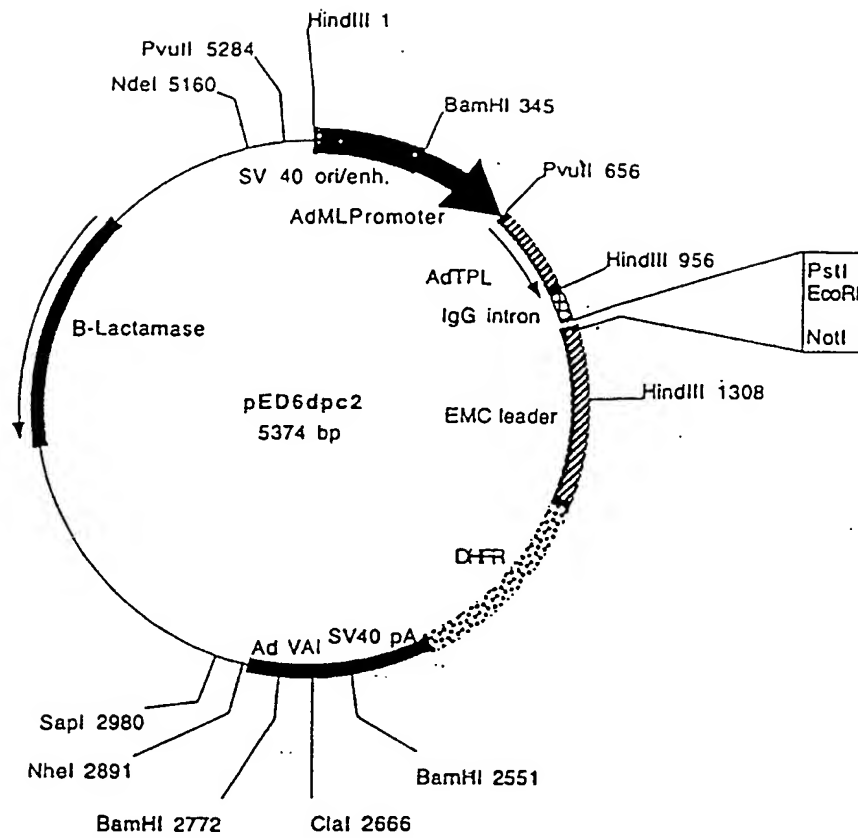 HindIII 1
PvuII 5284
NdeI 5160
BamHI 345
SV 40 ori/enh.
PvuII 656
AdMLPromoter
HindIII 956
AdTPL
PstI
EcoRI
IgG intron
NotI
B-Lactamase
HindIII 1308
pED6dpc2
EMC leader
5374 bp
DHFR
SV40 pA
Ad VAI
SapI 2980
NheI 2891
BamHI 2551
BamHI 2772
ClaI 2666